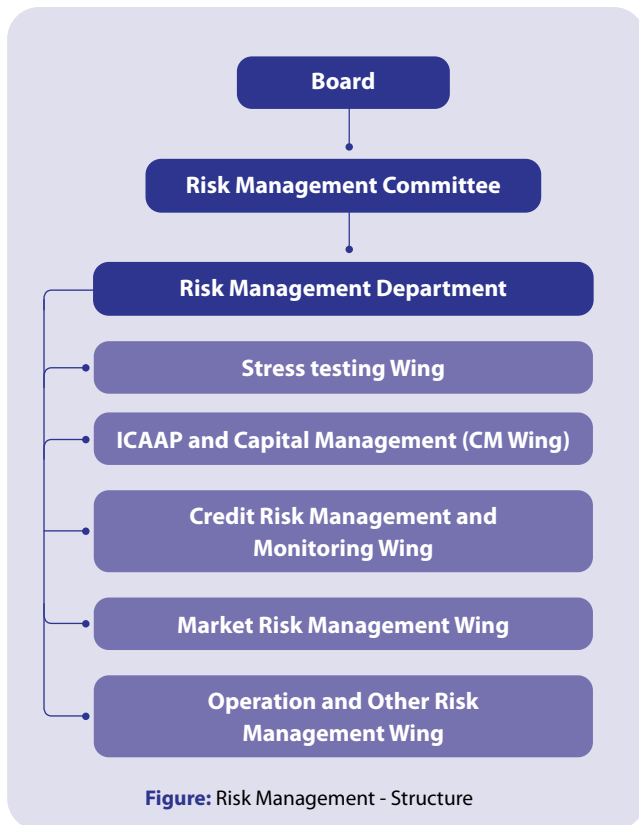 Board
Risk Management Committee
Risk Management Department
Stress testing Wing
ICAAP and Capital Management (CM Wing)
Credit Risk Management and
Monitoring Wing
Market Risk Management Wing
Operation and Other Risk
Management Wing
Figure: Risk Management - Structure